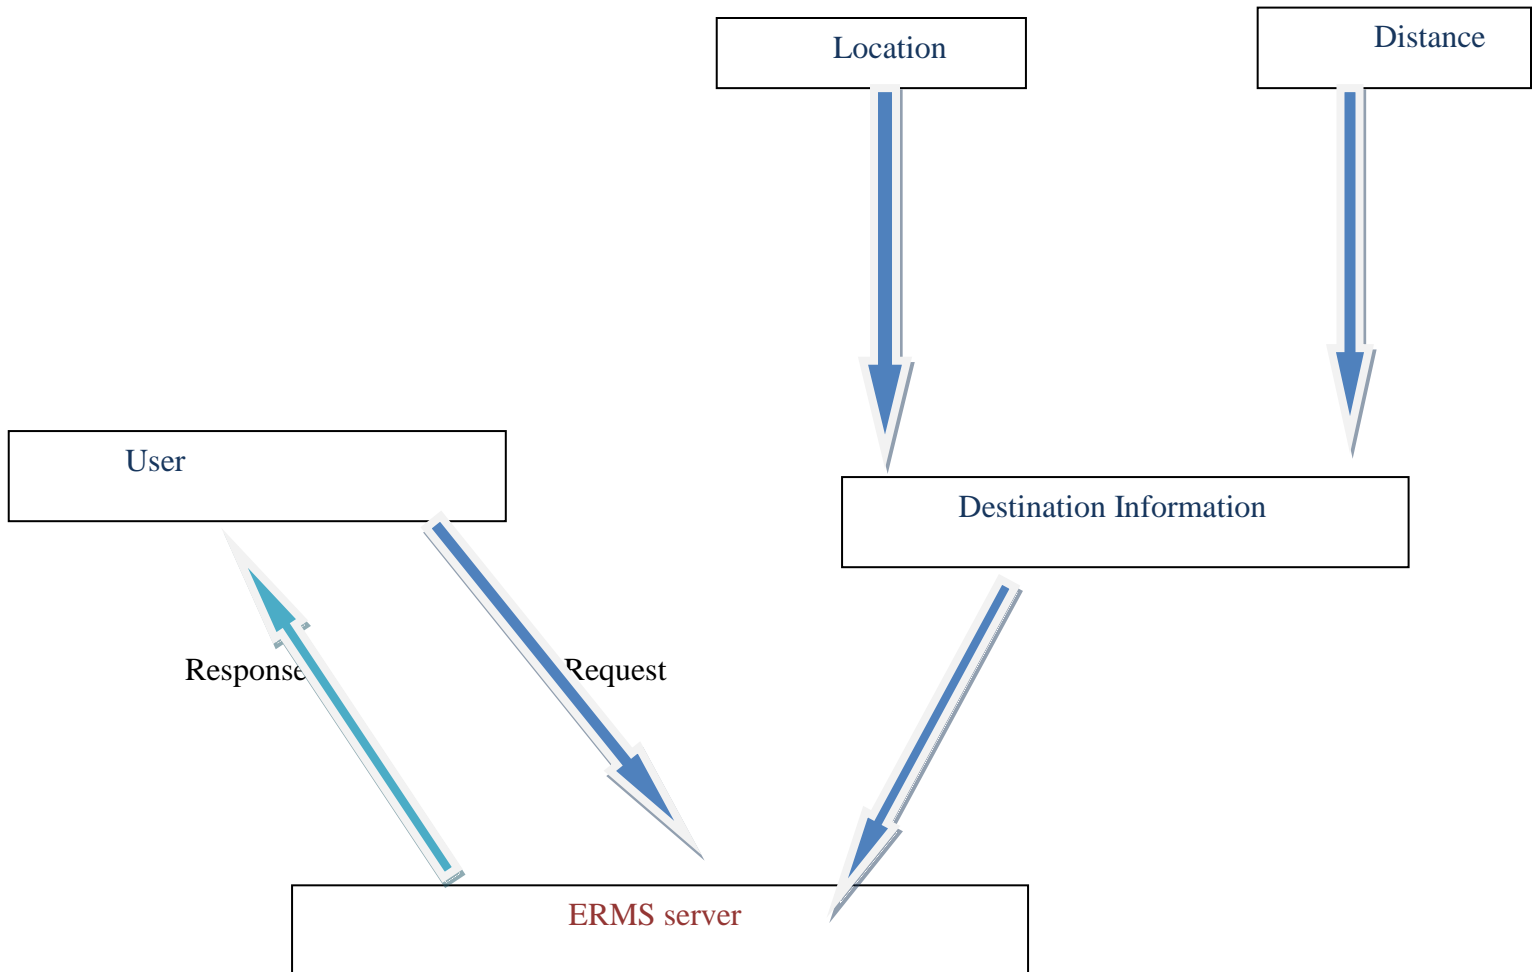 Location
Distance
User
Destination Information
Response
Request
ERMS server